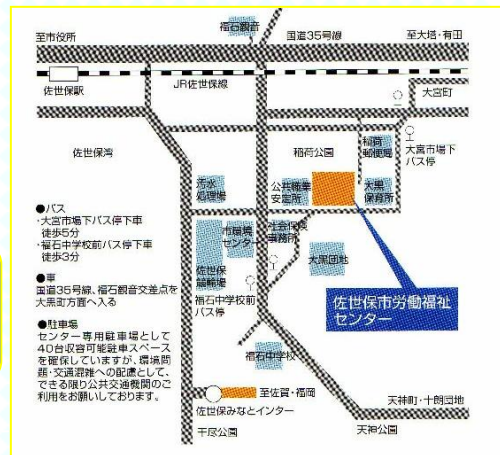 福石観音
国道35号線
至市役所
至大塔・有田
佐世保駅
JR佐世保線
大宮町
佐世保湾
稲荷公園
稲荷
郵便局
大宮市場下
バス停
汚水
処理場
公共職業
安定所
大黒
保育所
●バス
・大宮市場下バス停下車
徒歩5分
・福石中学校前バス停下車
徒歩3分
市環境
センター
社会保険
事務所
佐世保
競輪場
大黒団地
●車
国道35号線、福石観音交差点を
大黒町方面へ入る
福石中学校前
バス停
佐世保市労働福祉
センター
●駐車場
センター専用駐車場として
40台収容可能駐車スペース
を確保していますが、環境問
題・交通混雑への配慮として、
できる限り公共交通機関のご
利用をお願いしております。
福石中学校
至佐賀・福岡
佐世保みなとインター
天神町・十朗団地
干尽公園
天神公園